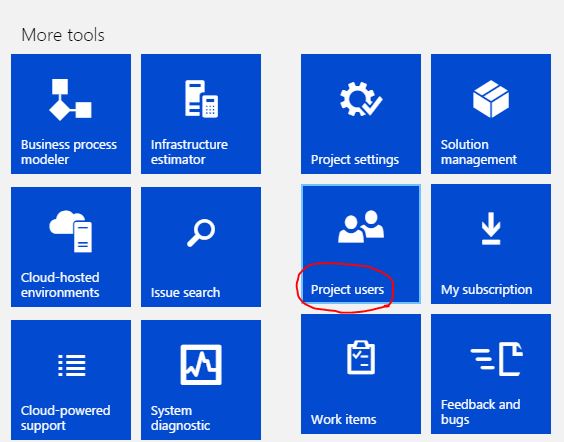 More tools
Business process
modeler
Infrastructure
estimator
Project settings
Solution
management
Cloud-hosted
environments
Issue search
Project users
My subscription
Cloud-powered
support
System
diagnostic
Work items
Feedback and
bugs